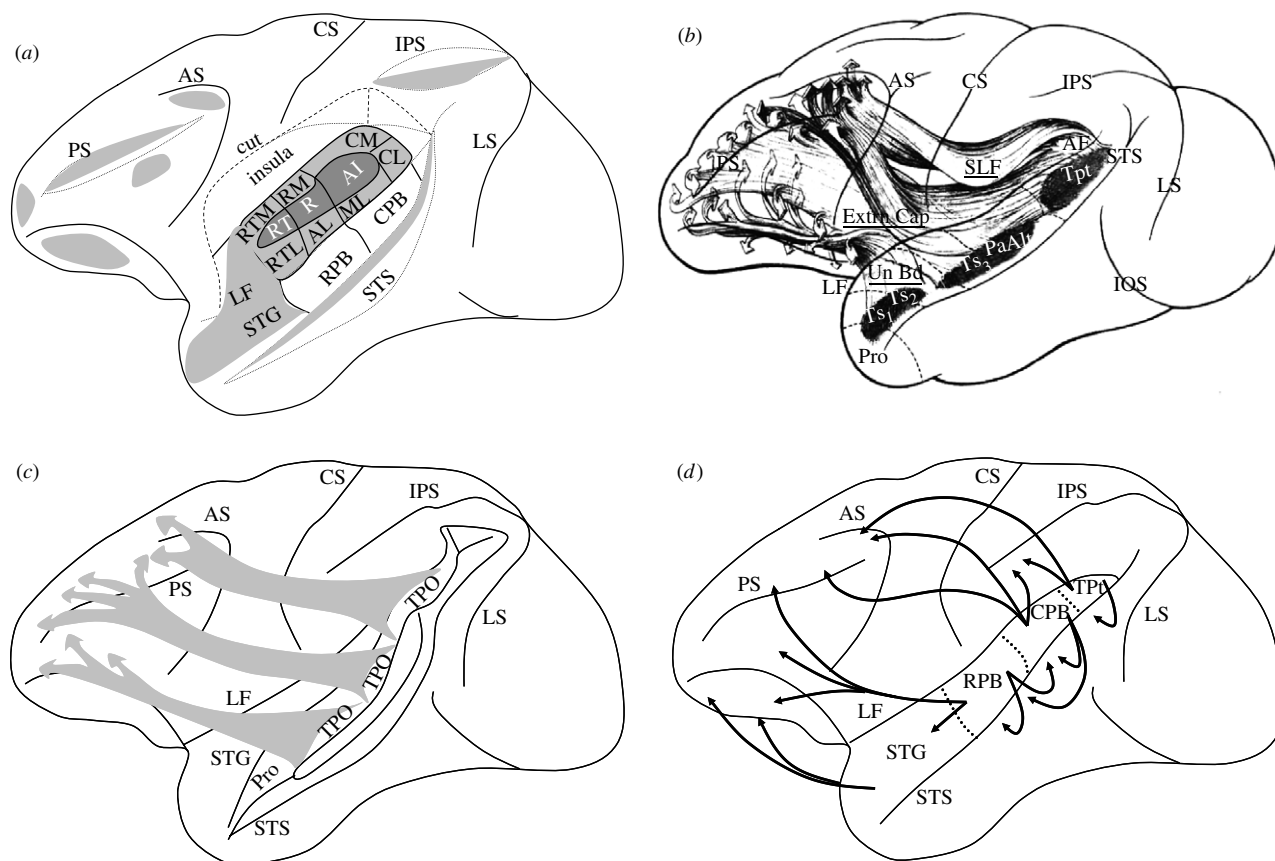 (a)
CS
IPS
AS
PS
cut
insula
LS
CM
CL
AI
RM
R
RTM
RT
ML
AL
CPB
RTL
RPB
STS
LF
STG
(b)
AS
CS
IPS
IPS
AF
STS
SLF
Tpt
LS
Extrm Cap
PaAlt
Ts3
Un Bd
LF
Ts2
Ts1
IOS
Pro
(c)
CS
IPS
AS
PS
TPO
LS
TPO
LF
TPO
STG
Pro
STS
(d)
CS
IPS
AS
PS
TPt
CPB
LS
RPB
LF
STG
STS